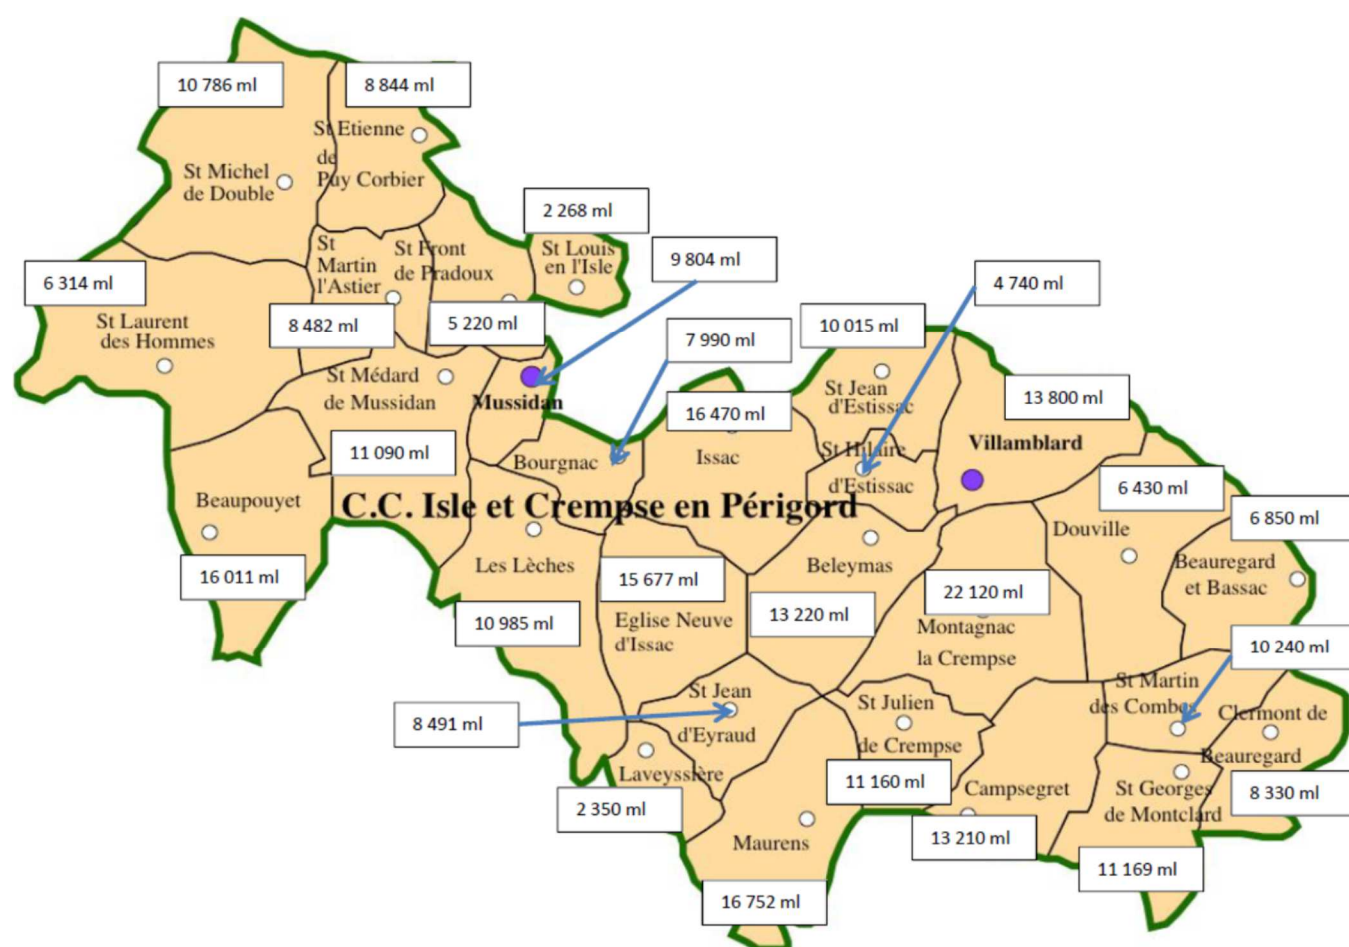 10 786 ml
8 844 ml
St Etienne
de
Puy Corbier
St Michel
de Double
2 268 ml
St Louis
en l'Isle
St
Martin
l'Astier
St Front
de Pradoux
9 804 ml
4 740 ml
6 314 ml
St Laurent
des Hommes
8 482 ml
5 220 ml
7 990 ml
10 015 ml
St Jean
d'Estissac
St Médard
de Mussidan
Mussidan
16 470 ml
Issac
13 800 ml
Villamblard
11 090 ml
Bourgnac
St Hilaire
d'Estissac
Beaupouyet
C.C. Isle et Crempse en Périgord
6 430 ml
Douville
6 850 ml
Beauregard
et Bassac
16 011 ml
Les Lèches
10 985 ml
15 677 ml
Eglise Neuve
d'Issac
Beleymas
13 220 ml
22 120 ml
Montagnac
la Crempse
10 240 ml
St Martin
des Combes
8 491 ml
St Jean
d'Eyraud
St Julien
de Crempse
Clermont de
Beauregard
Laveyssière
2 350 ml
11 160 ml
Campsegret
St Georges
de Montclard
8 330 ml
Maurens
13 210 ml
11 169 ml
16 752 ml